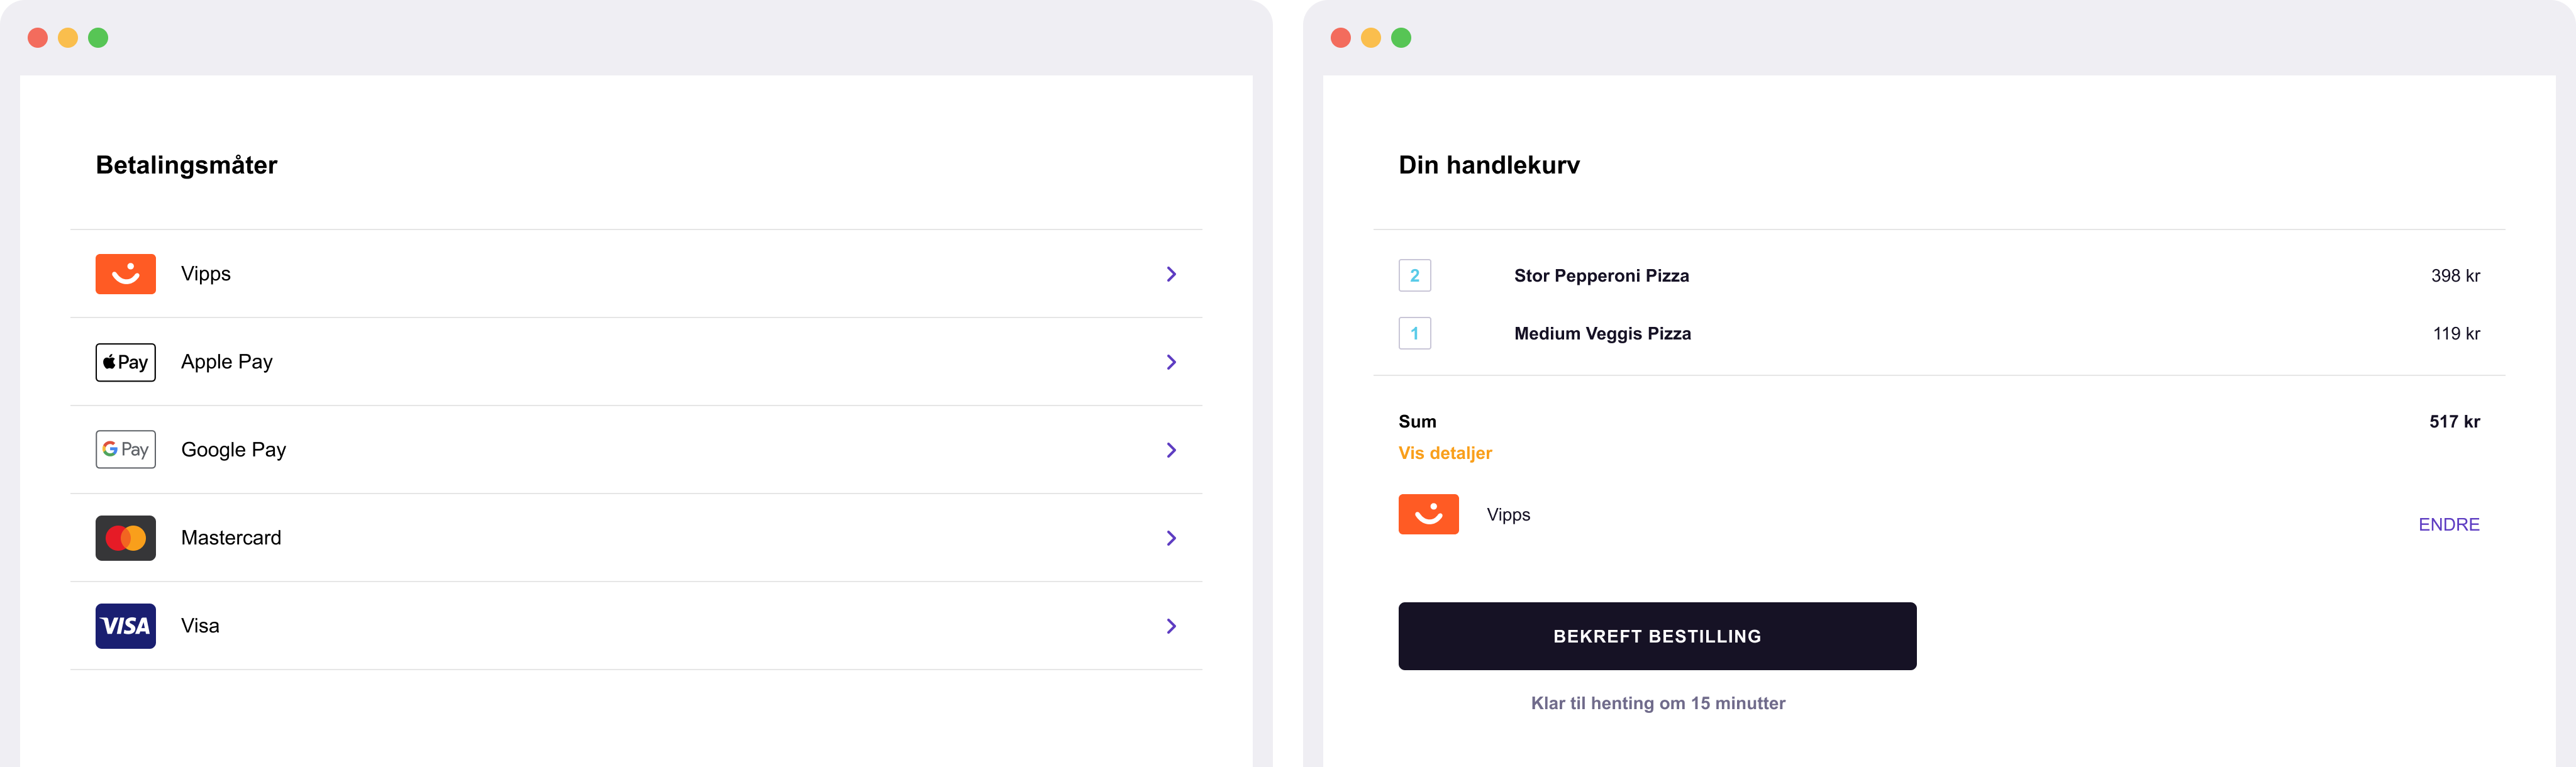 Betalingsmåter
Vipps
Pay Apple Pay
G Pay Google Pay
Mastercard
VISA Visa
Din handlekurv
2 Stor Pepperoni Pizza 398 kr
1 Medium Veggis Pizza 119 kr
Sum 517 kr
Vis detaljer
Vipps ENDRE
BEKREFT BESTILLING
Klar til henting om 15 minutter